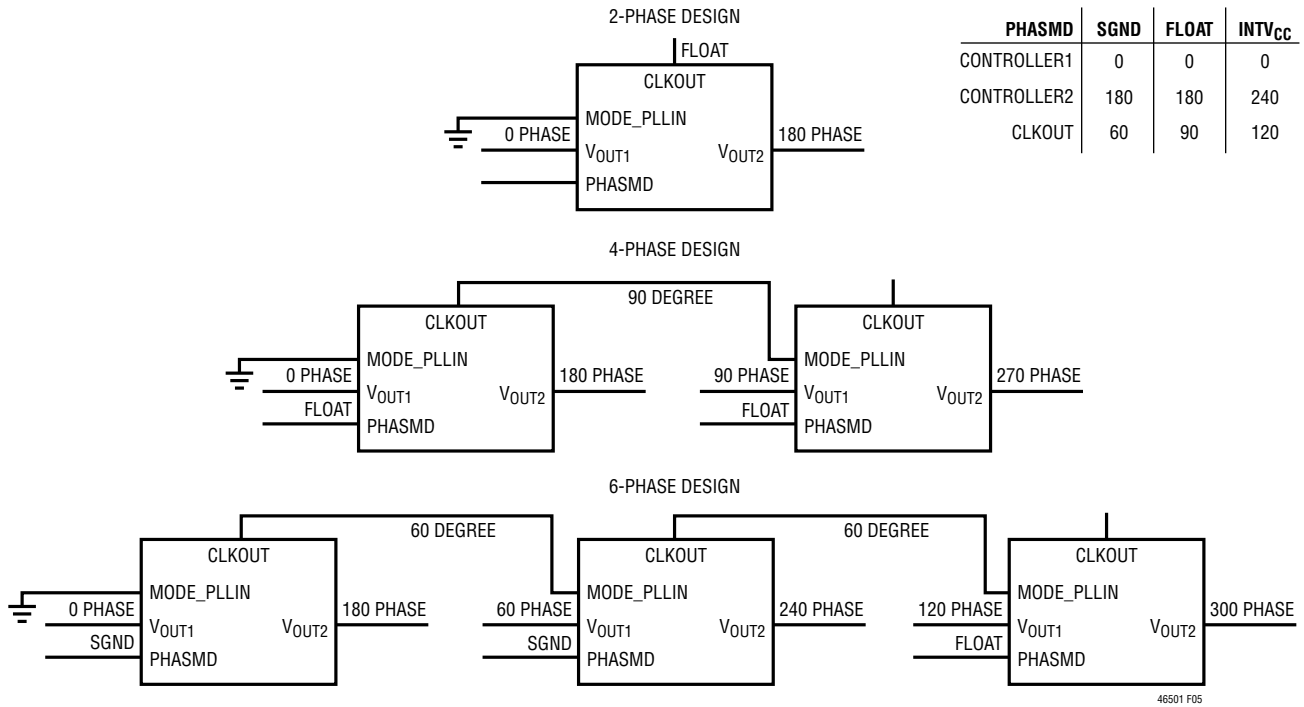 2-PHASE DESIGN
FLOAT
CLKOUT
MODE_PLLIN
0 PHASE
180 PHASE
VOUT1
VOUT2
PHASMD
PHASMD SGND FLOAT INTVCC
CONTROLLER1 0 0 0
CONTROLLER2 180 180 240
CLKOUT 60 90 120
4-PHASE DESIGN
90 DEGREE
CLKOUT
MODE_PLLIN
0 PHASE
180 PHASE
VOUT1
VOUT2
FLOAT
PHASMD
CLKOUT
MODE_PLLIN
90 PHASE
270 PHASE
VOUT1
VOUT2
FLOAT
PHASMD
6-PHASE DESIGN
60 DEGREE
60 DEGREE
CLKOUT
MODE_PLLIN
0 PHASE
180 PHASE
VOUT1
VOUT2
SGND
PHASMD
CLKOUT
MODE_PLLIN
60 PHASE
240 PHASE
VOUT1
VOUT2
SGND
PHASMD
CLKOUT
MODE_PLLIN
120 PHASE
300 PHASE
VOUT1
VOUT2
FLOAT
PHASMD
46501 F05